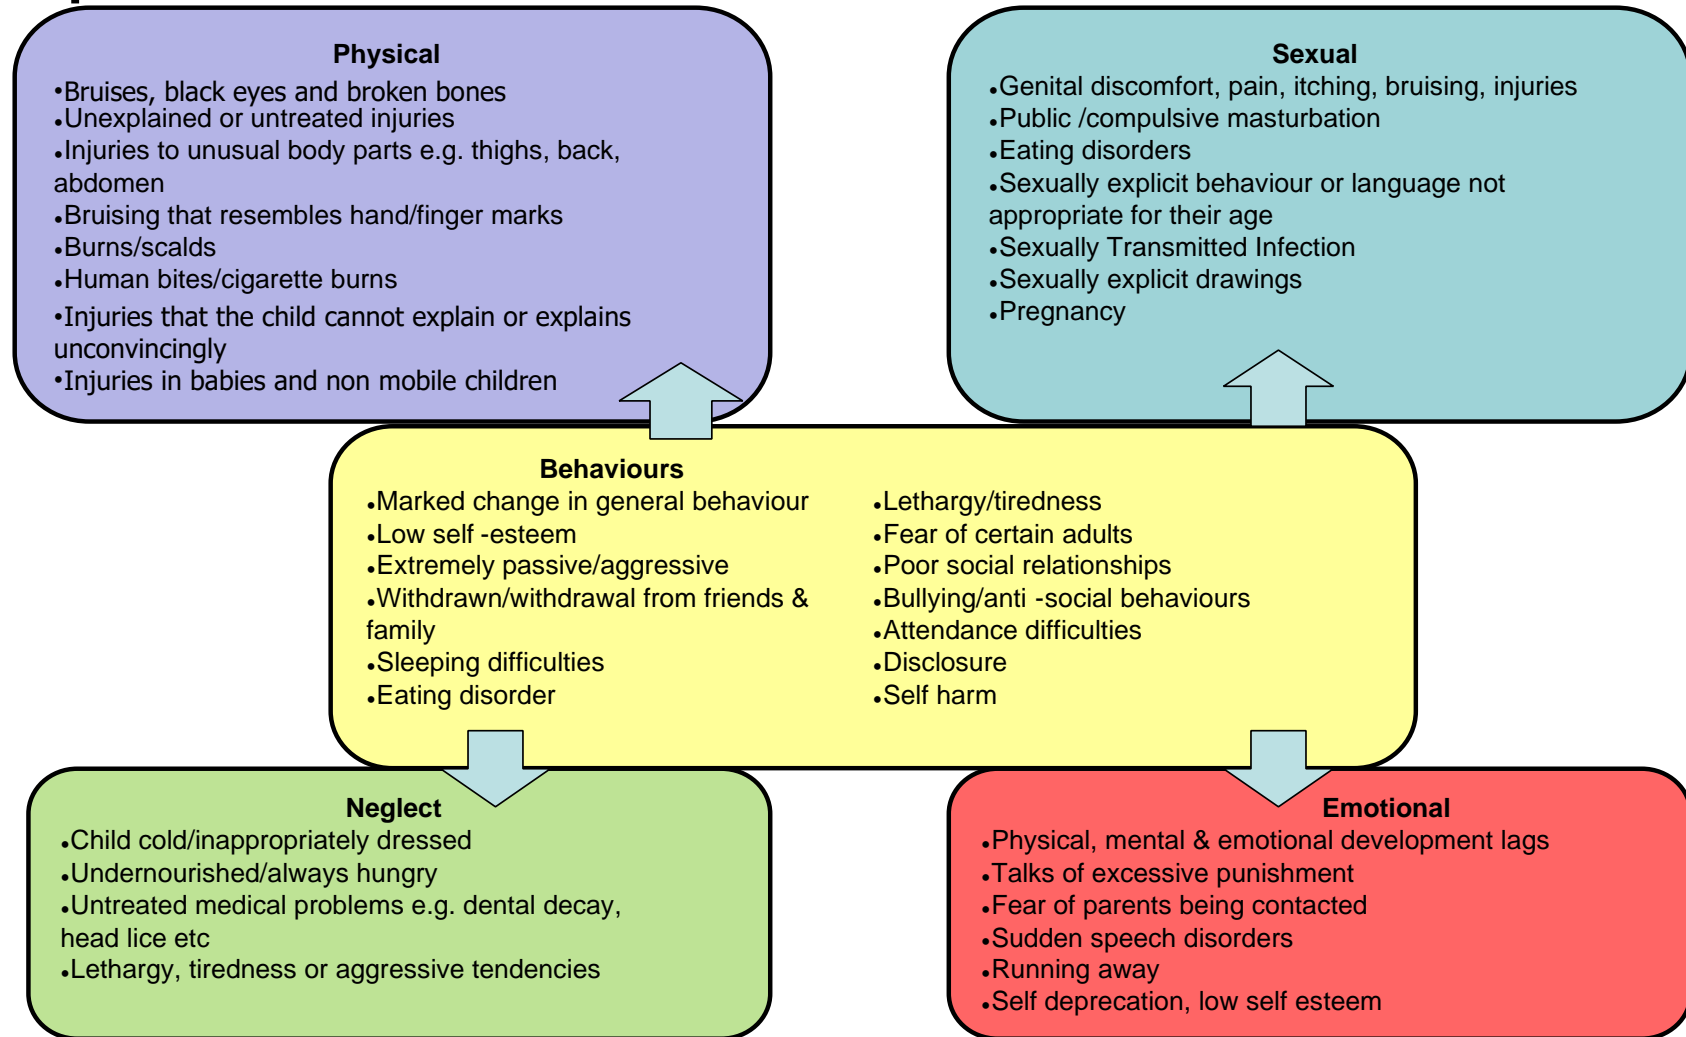 Physical
•Bruises, black eyes and broken bones
•Unexplained or untreated injuries
•Injuries to unusual body parts e.g. thighs, back,
abdomen
•Bruising that resembles hand/finger marks
•Burns/scalds
•Human bites/cigarette burns
•Injuries that the child cannot explain or explains
unconvincingly
•Injuries in babies and non mobile children
Sexual
•Genital discomfort, pain, itching, bruising, injuries
•Public /compulsive masturbation
•Eating disorders
•Sexually explicit behaviour or language not
appropriate for their age
•Sexually Transmitted Infection
•Sexually explicit drawings
•Pregnancy
Behaviours
•Marked change in general behaviour
•Low self -esteem
•Extremely passive/aggressive
•Withdrawn/withdrawal from friends &
family
•Sleeping difficulties
•Eating disorder
•Lethargy/tiredness
•Fear of certain adults
•Poor social relationships
•Bullying/anti -social behaviours
•Attendance difficulties
•Disclosure
•Self harm
Neglect
•Child cold/inappropriately dressed
•Undernourished/always hungry
•Untreated medical problems e.g. dental decay,
head lice etc
•Lethargy, tiredness or aggressive tendencies
Emotional
•Physical, mental & emotional development lags
•Talks of excessive punishment
•Fear of parents being contacted
•Sudden speech disorders
•Running away
•Self deprecation, low self esteem